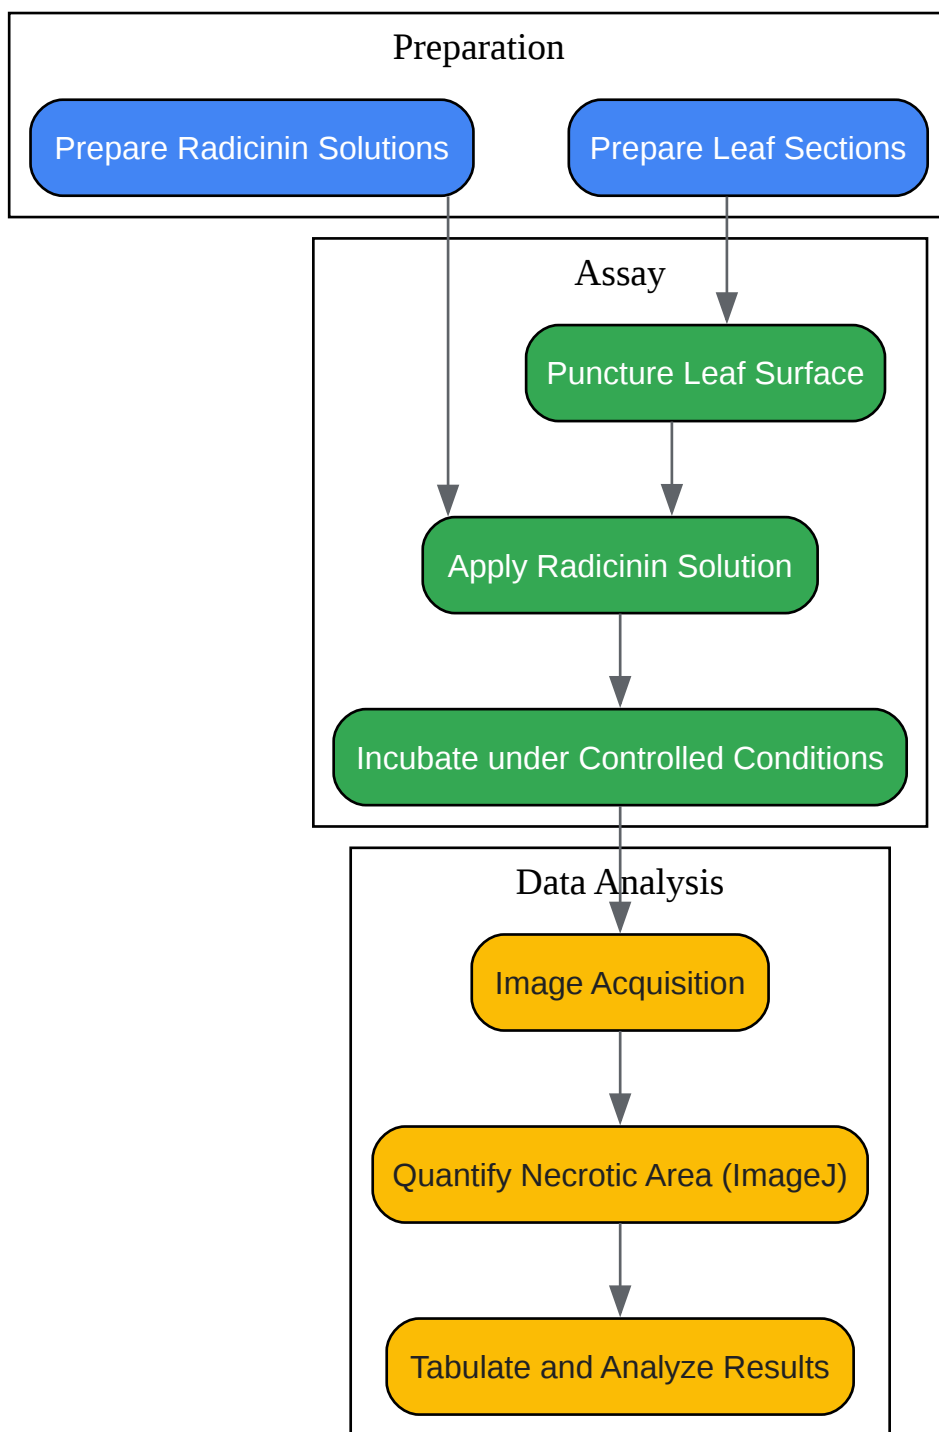 Preparation
Prepare Radicinin Solutions
Prepare Leaf Sections
Assay
Puncture Leaf Surface
Apply Radicinin Solution
Incubate under Controlled Conditions
Data Analysis
Image Acquisition
Quantify Necrotic Area (ImageJ)
Tabulate and Analyze Results